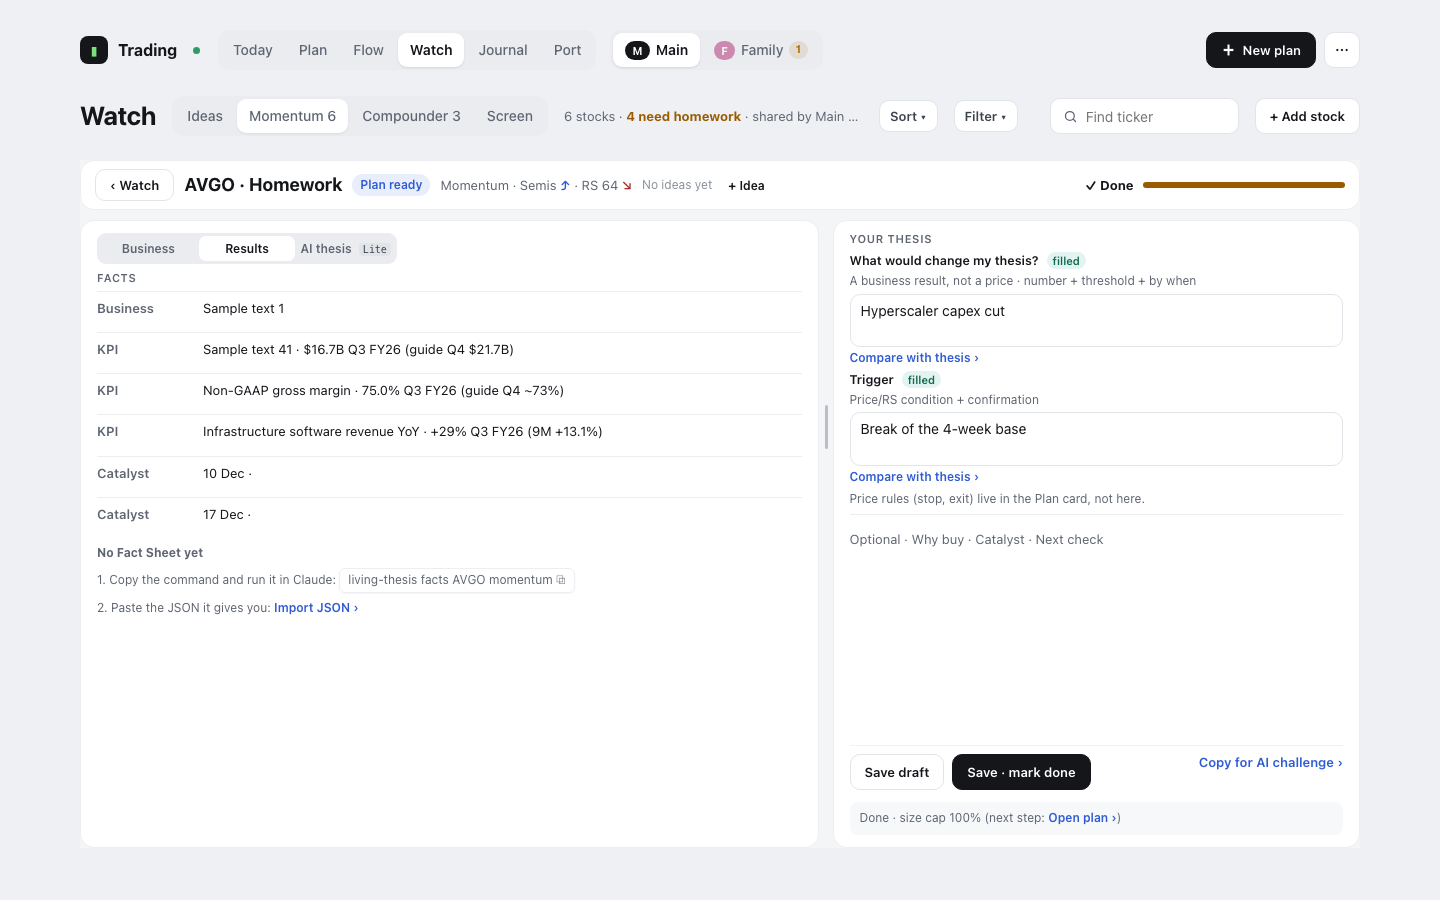 Trading
Today Plan Flow Watch Journal Port
M Main F Family 1
+ New plan
···
Watch
Ideas Momentum 6 Compounder 3 Screen
6 stocks · 4 need homework · shared by Main ...
Sort ▾
Filter ▾
Find ticker
+ Add stock
‹ Watch
AVGO · Homework
Plan ready
Momentum · Semis ↗ · RS 64 ↘ No ideas yet + Idea
✓ Done
Business Results AI thesis Lite
FACTS
Business Sample text 1
KPI Sample text 41 · $16.7B Q3 FY26 (guide Q4 $21.7B)
KPI Non-GAAP gross margin · 75.0% Q3 FY26 (guide Q4 ~73%)
KPI Infrastructure software revenue YoY · +29% Q3 FY26 (9M +13.1%)
Catalyst 10 Dec ·
Catalyst 17 Dec ·
No Fact Sheet yet
1. Copy the command and run it in Claude: living-thesis facts AVGO momentum
2. Paste the JSON it gives you: Import JSON ›
YOUR THESIS
What would change my thesis? filled
A business result, not a price · number + threshold + by when
Hyperscaler capex cut
Compare with thesis ›
Trigger filled
Price/RS condition + confirmation
Break of the 4-week base
Compare with thesis ›
Price rules (stop, exit) live in the Plan card, not here.
Optional · Why buy · Catalyst · Next check
Save draft
Save · mark done
Copy for AI challenge ›
Done · size cap 100% (next step: Open plan ›)